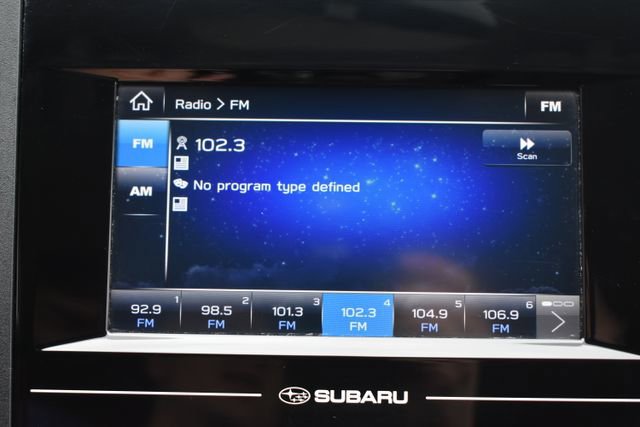 Radio > FM
FM
FM
102.3
Scan
AM
No program type defined
1 2 3 4 5 6
92.9 98.5 101.3 102.3 104.9 106.9
FM FM FM FM FM FM
SUBARU